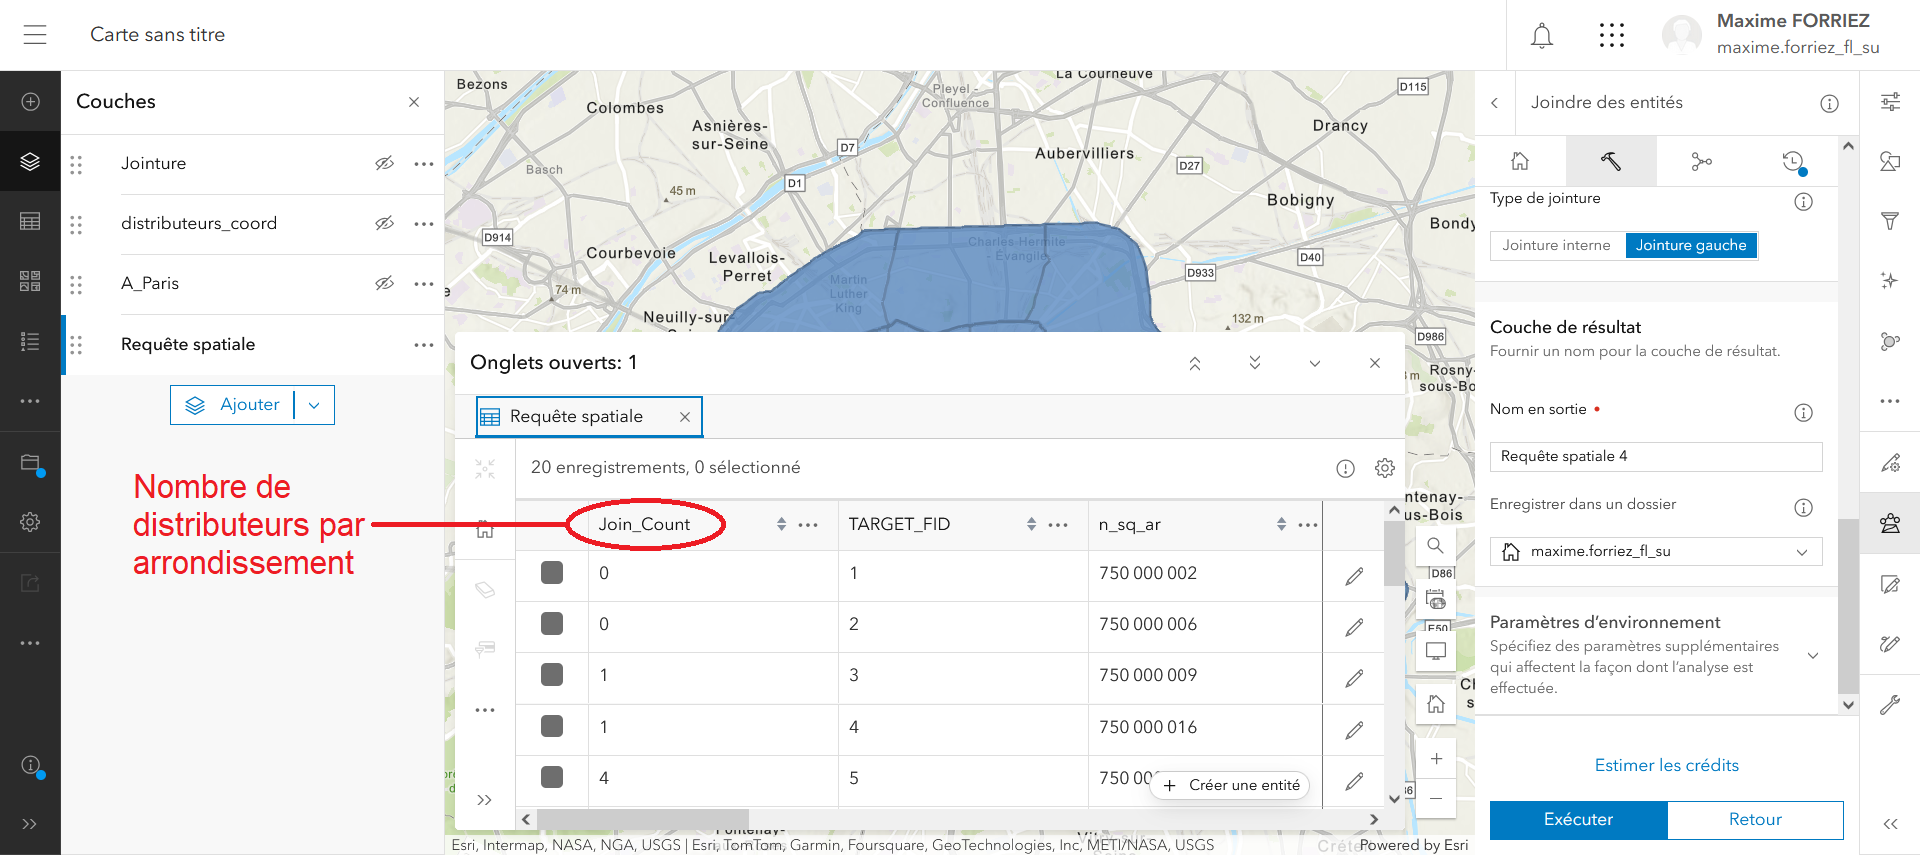 Carte sans titre
Maxime FORRIEZ
maxime.forriez_fl_su
Couches
Jointure
distributeurs_coord
A_Paris
Requête spatiale
Ajouter
Nombre de
distributeurs par
arrondissement
Bezons
Colombes
Asnières-
sur-Seine
La Courneuve
Pleyel -
Confluence
D115
Drancy
D7
Aubervilliers
D27
Basch
D1
45 m
Bobigny
Bondy
D914
Courbevoie
Levallois-
Perret
Charles-Hermite
- Évangile
D40
D933
Martin
Luther
King
74 m
Neuilly-sur-
132 m
D986
Rosny-
sous-Bo
Onglets ouverts: 1
Requête spatiale
20 enregistrements, 0 sélectionné
Join_Count
TARGET_FID
n_sq_ar
0
1
750 000 002
0
2
750 000 006
1
3
750 000 009
1
4
750 000 016
4
5
750 00
Créer une entité
ntenay-
us-Bois
D86
Esri, Intermap, NASA, NGA, USGS | Esri, TomTom, Garmin, Foursquare, GeoTechnologies, Inc, METI/NASA, USGS
Powered by Esri
Joindre des entités
Type de jointure
Jointure interne
Jointure gauche
Couche de résultat
Fournir un nom pour la couche de résultat.
Nom en sortie •
Requête spatiale 4
Enregistrer dans un dossier
maxime.forriez_fl_su
Paramètres d’environnement
Spécifiez des paramètres supplémentaires
qui affectent la façon dont l’analyse est
effectuée.
Estimer les crédits
Exécuter
Retour